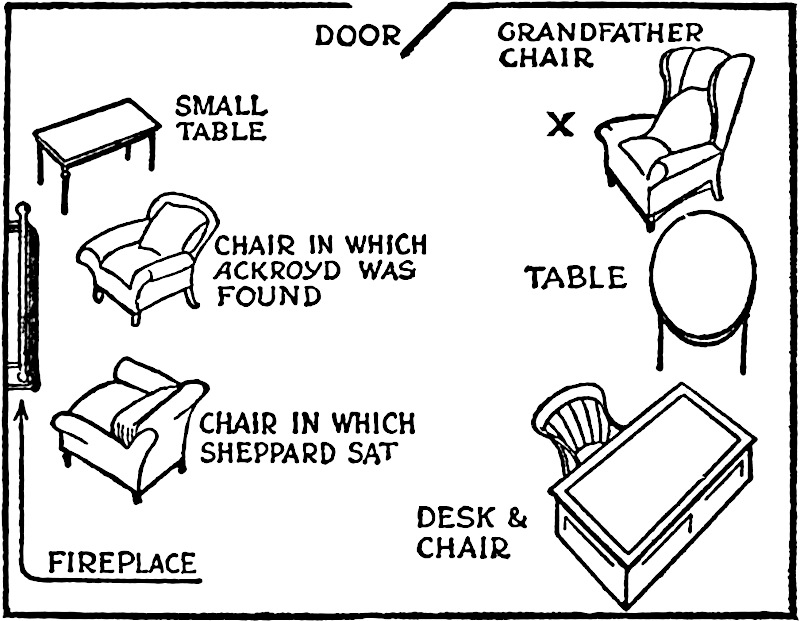 DOOR
GRANDFATHER
CHAIR
SMALL
TABLE
X
CHAIR IN WHICH
ACKROYD WAS
FOUND
TABLE
CHAIR IN WHICH
SHEPPARD SAT
DESK &
CHAIR
FIREPLACE